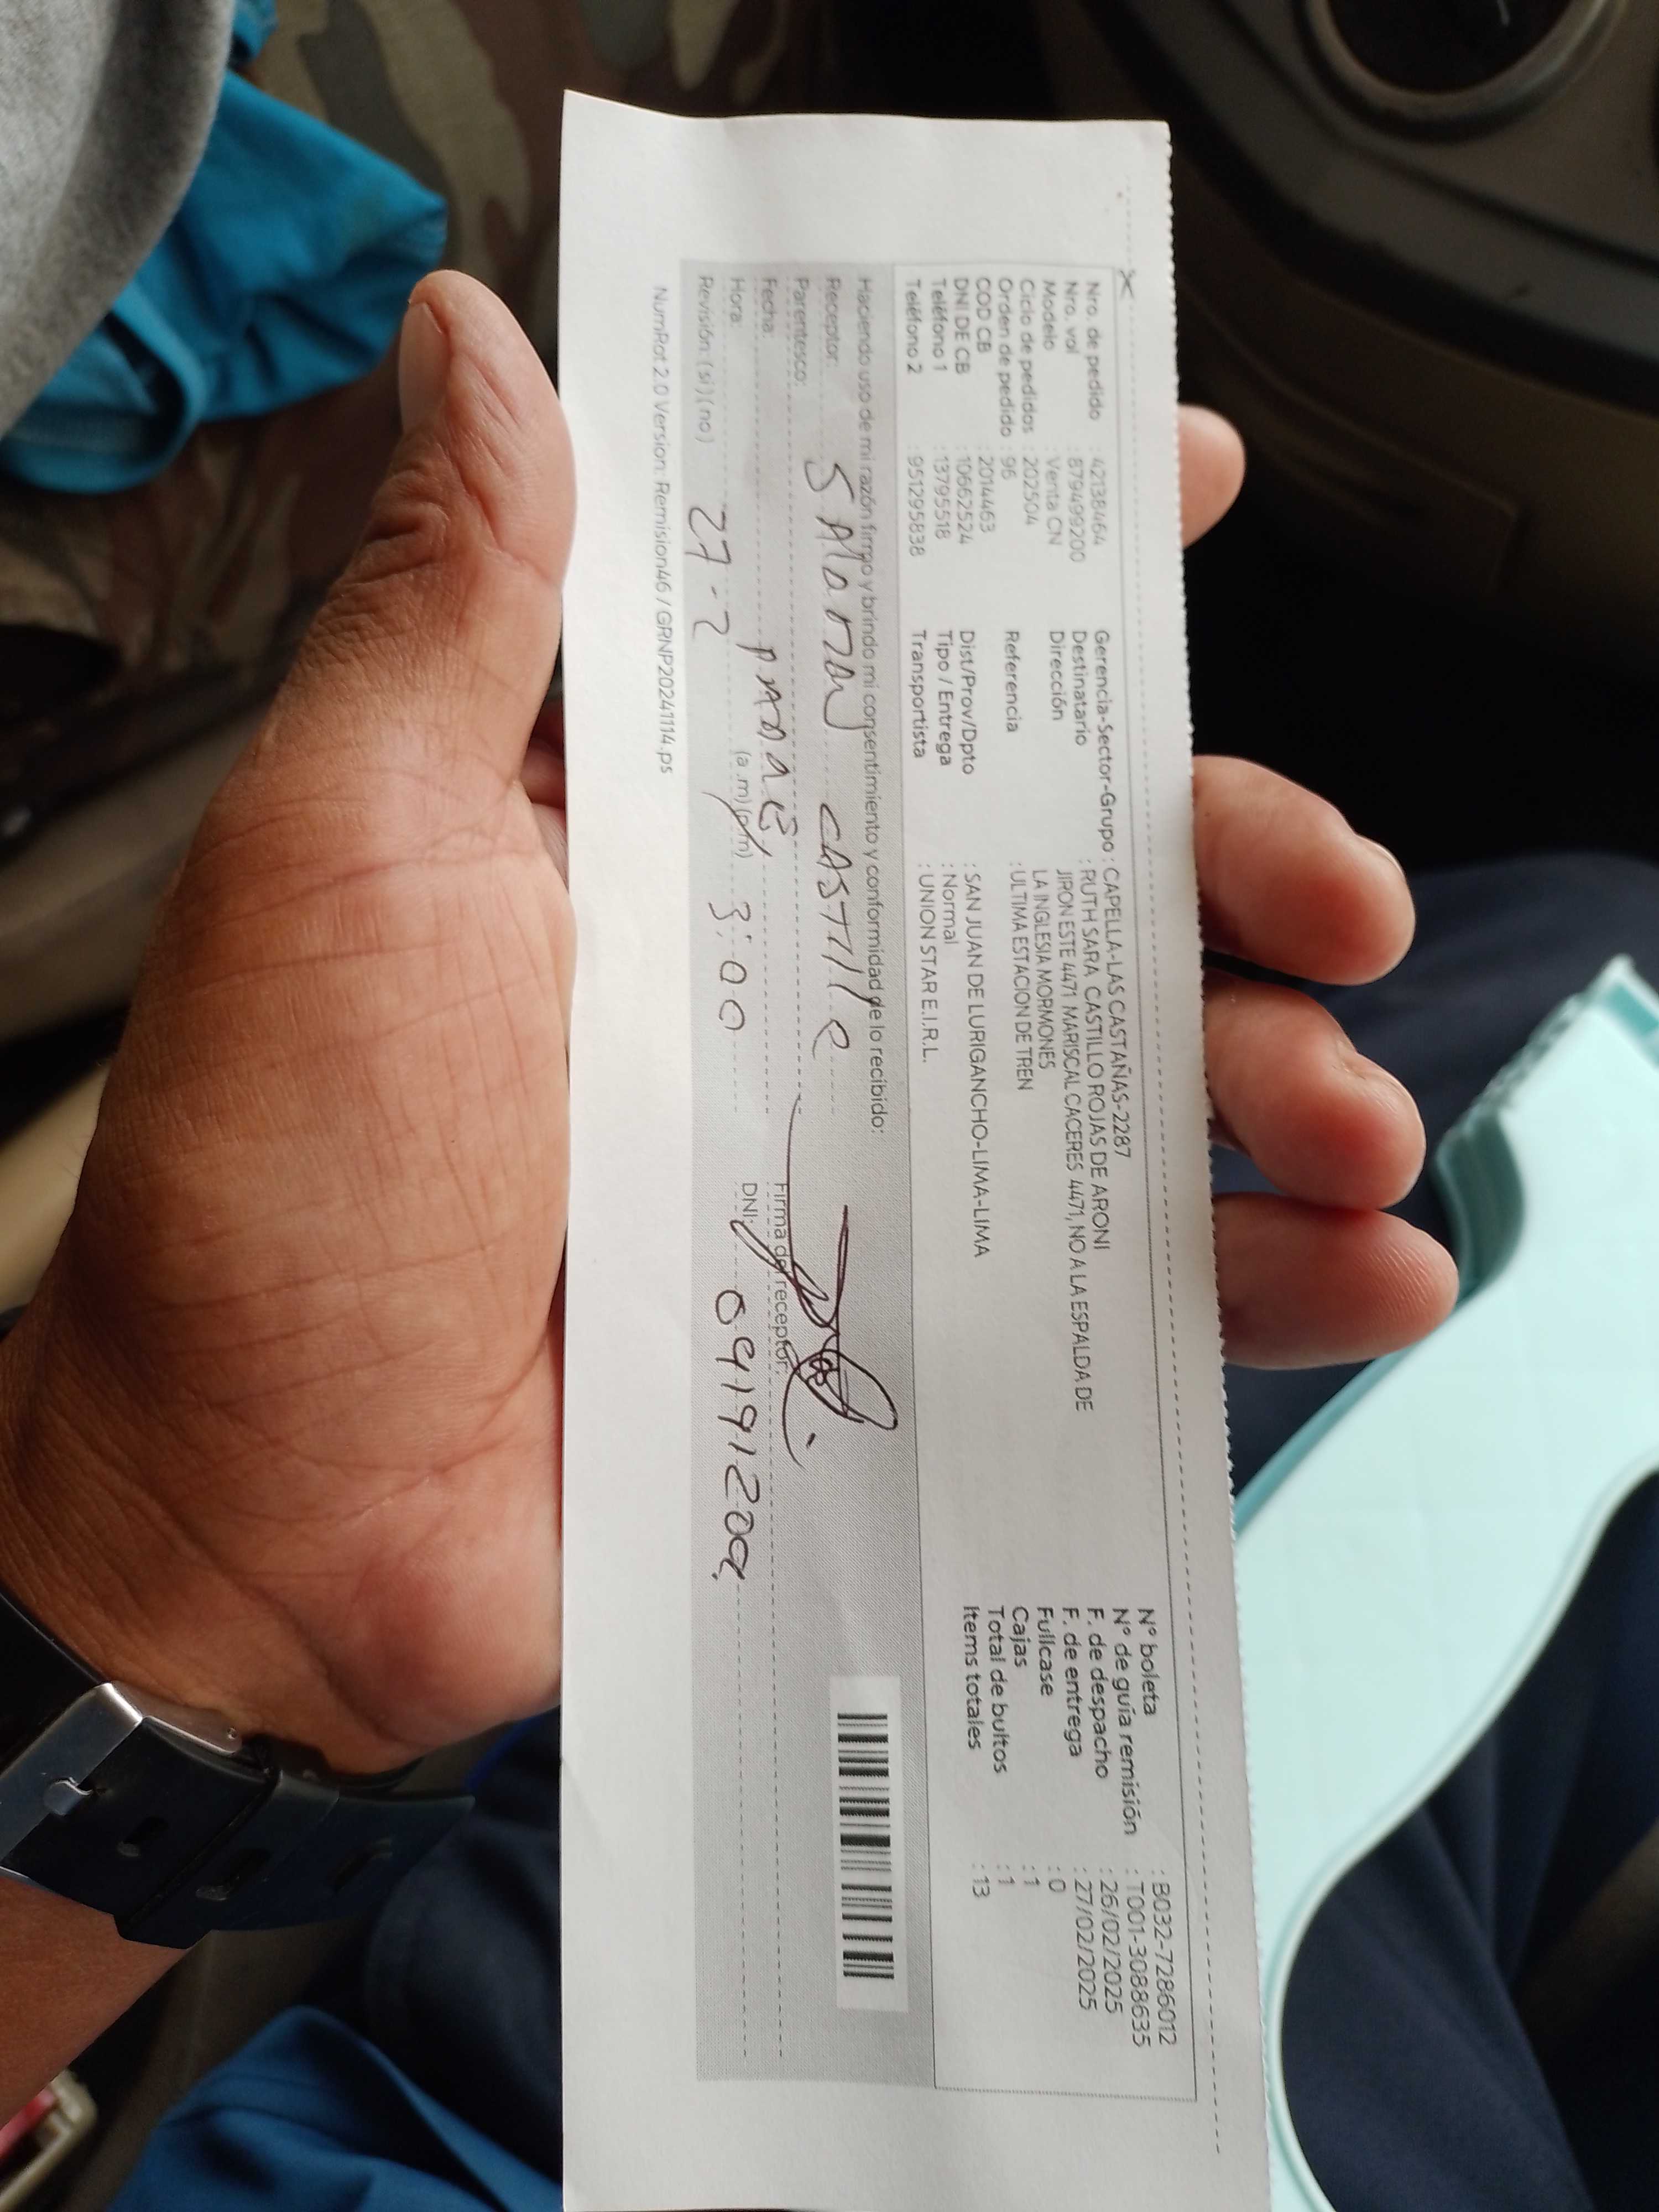 Nro. de pedido : 42138464
Nro. vol : 879499200
Modelo : Venta CN
Ciclo de pedidos : 202504
Orden de pedido : 96
COD CB : 2014463
DNI DE CB : 10662524
Teléfono 1 : 13795518
Teléfono 2 : 951295838
Gerencia-Sector-Grupo : CAPELLA-LAS CASTAÑAS-2287
Destinatario : RUTH SARA CASTILLO ROJAS DE ARONI
Dirección : JIRON ESTE 4471 MARISCAL CACERES 4471, NO A LA ESPALDA DE
LA INGLESIA MORMONES
Referencia : ULTIMA ESTACION DE TREN
Dist/Prov/Dpto : SAN JUAN DE LURIGANCHO-LIMA-LIMA
Tipo / Entrega : Normal
Transportista : UNION STAR E.I.R.L.
N° boleta : B032-7286012
N° de guía remisión : T001-3088635
F. de despacho : 26/02/2025
F. de entrega : 27/02/2025
Fullcase : 0
Cajas : 1
Total de bultos : 1
Items totales : 13
Haciendo uso de mi razón firmo y brindo mi consentimiento y conformidad de lo recibido:
Receptor:
Parentesco:
Fecha:
Hora: (a.m) (p.m) 3:00
Revisión (si) (no) 27-2
Firma del receptor:
DNI:
NumRot 2.0 Version: Remision46 / GRNP20241114.ps